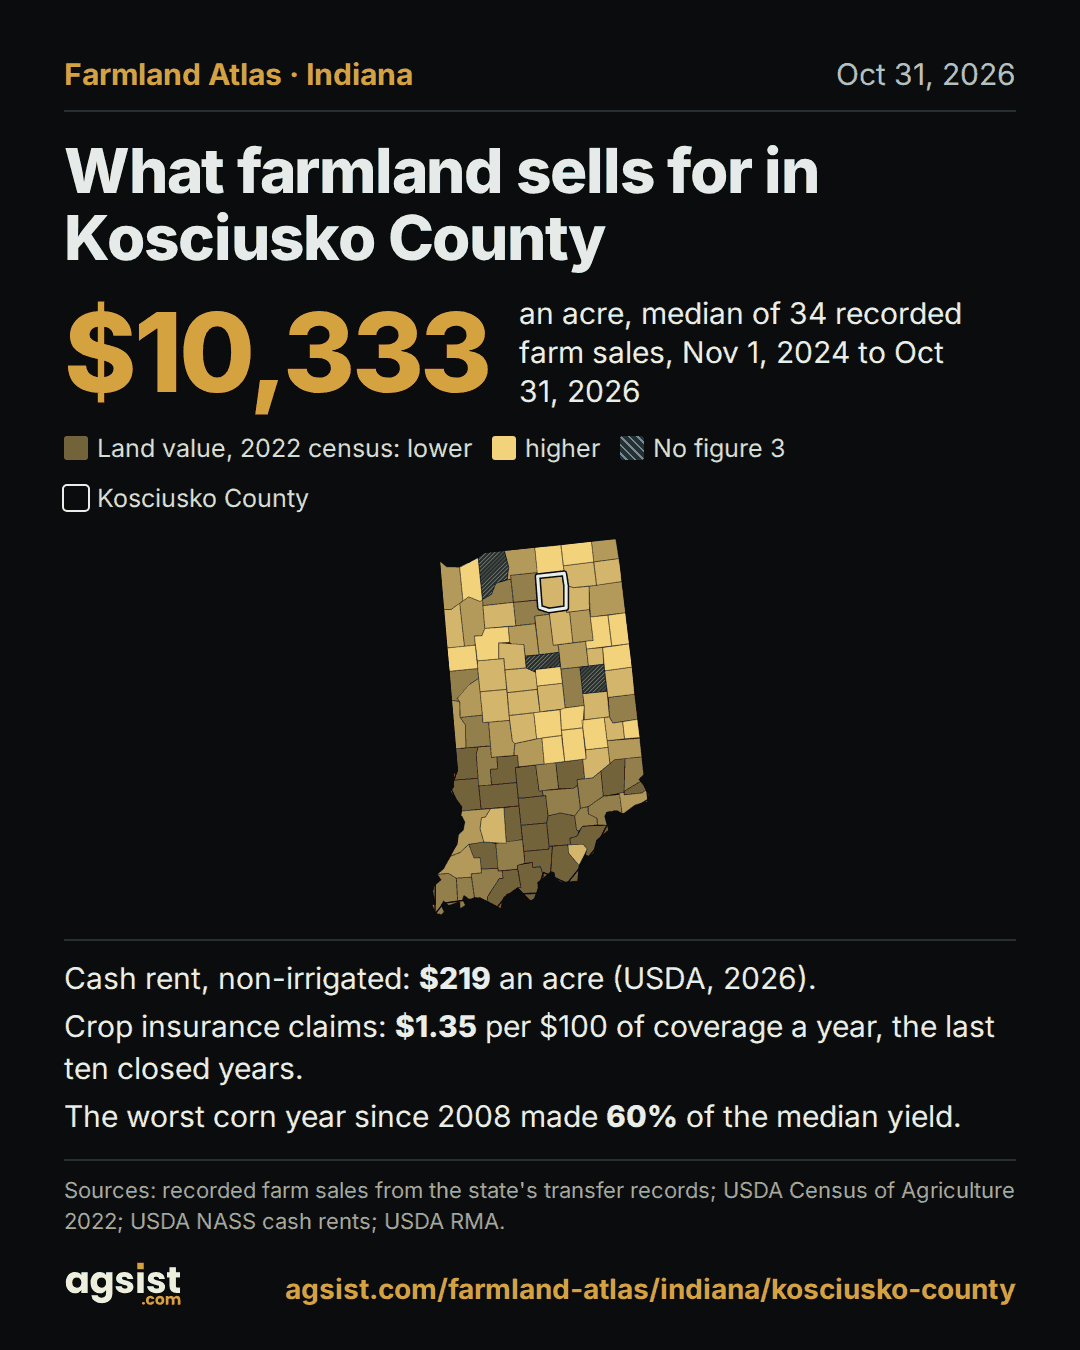 Farmland Atlas · Indiana
Oct 31, 2026
What farmland sells for in
Kosciusko County
$10,333
an acre, median of 34 recorded
farm sales, Nov 1, 2024 to Oct
31, 2026
Land value, 2022 census: lower
higher
No figure 3
Kosciusko County
Cash rent, non-irrigated: $219 an acre (USDA, 2026).
Crop insurance claims: $1.35 per $100 of coverage a year, the last
ten closed years.
The worst corn year since 2008 made 60% of the median yield.
Sources: recorded farm sales from the state's transfer records; USDA Census of Agriculture
2022; USDA NASS cash rents; USDA RMA.
agsist
.com
agsist.com/farmland-atlas/indiana/kosciusko-county